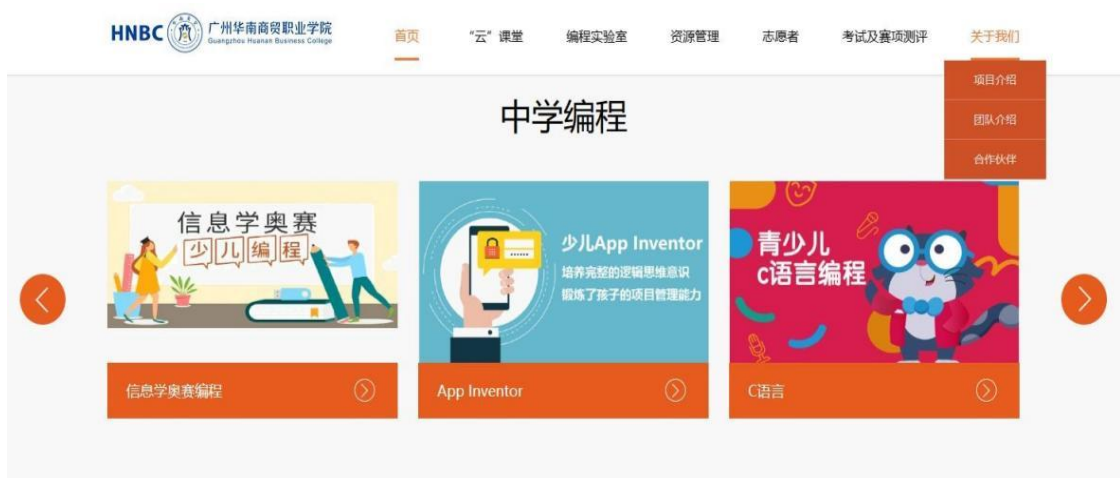 HNBC
广州华南商贸职业学院
Guangzhou Huanan Business College
首页
“云”课堂
编程实验室
资源管理
志愿者
考试及赛项测评
关于我们
项目介绍
团队介绍
合作伙伴
中学编程
信息学奥赛
少儿编程
少儿App Inventor
培养完整的逻辑思维意识
锻炼了孩子的项目管理能力
青少儿
c语言编程
信息学奥赛编程
App Inventor
C语言